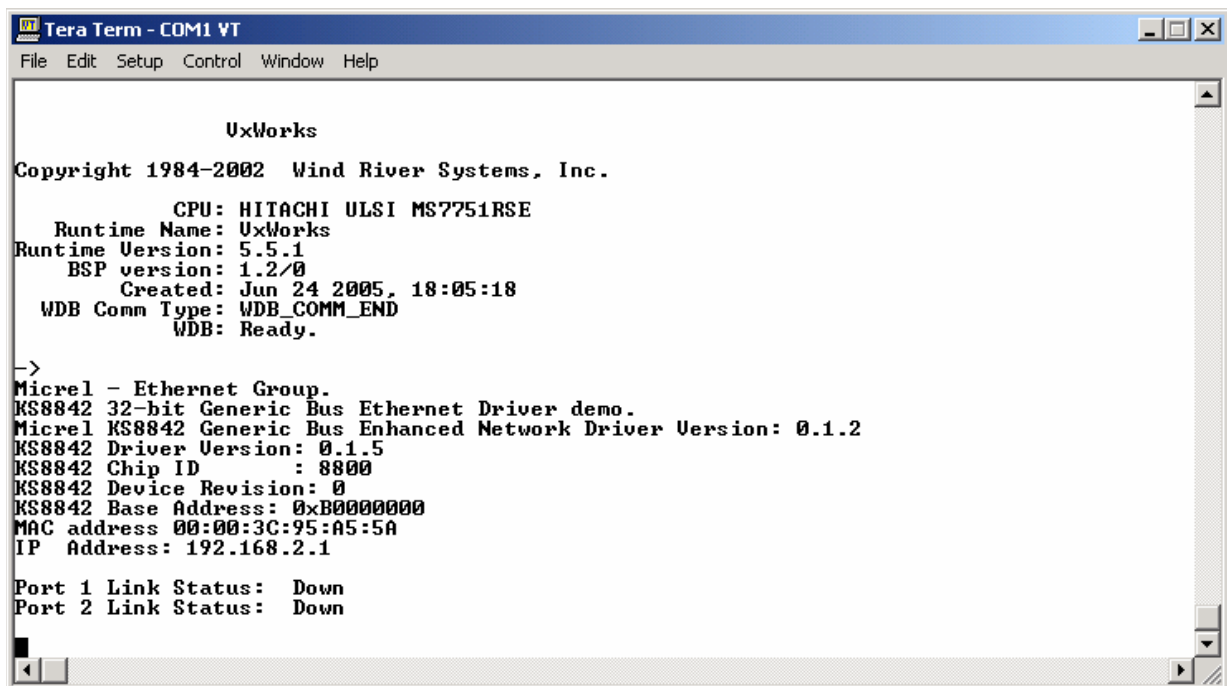 Tera Term - COM1 VT
File Edit Setup Control Window Help
VxWorks
Copyright 1984-2002 Wind River Systems, Inc.
CPU: HITACHI ULSI MS7751RSE
Runtime Name: VxWorks
Runtime Version: 5.5.1
BSP version: 1.2/0
Created: Jun 24 2005, 18:05:18
WDB Comm Type: WDB_COMM_END
WDB: Ready.
->
Micrel - Ethernet Group.
KS8842 32-bit Generic Bus Ethernet Driver demo.
Micrel KS8842 Generic Bus Enhanced Network Driver Version: 0.1.2
KS8842 Driver Version: 0.1.5
KS8842 Chip ID : 8800
KS8842 Device Revision: 0
KS8842 Base Address: 0xB0000000
MAC address 00:00:3C:95:A5:5A
IP Address: 192.168.2.1
Port 1 Link Status: Down
Port 2 Link Status: Down